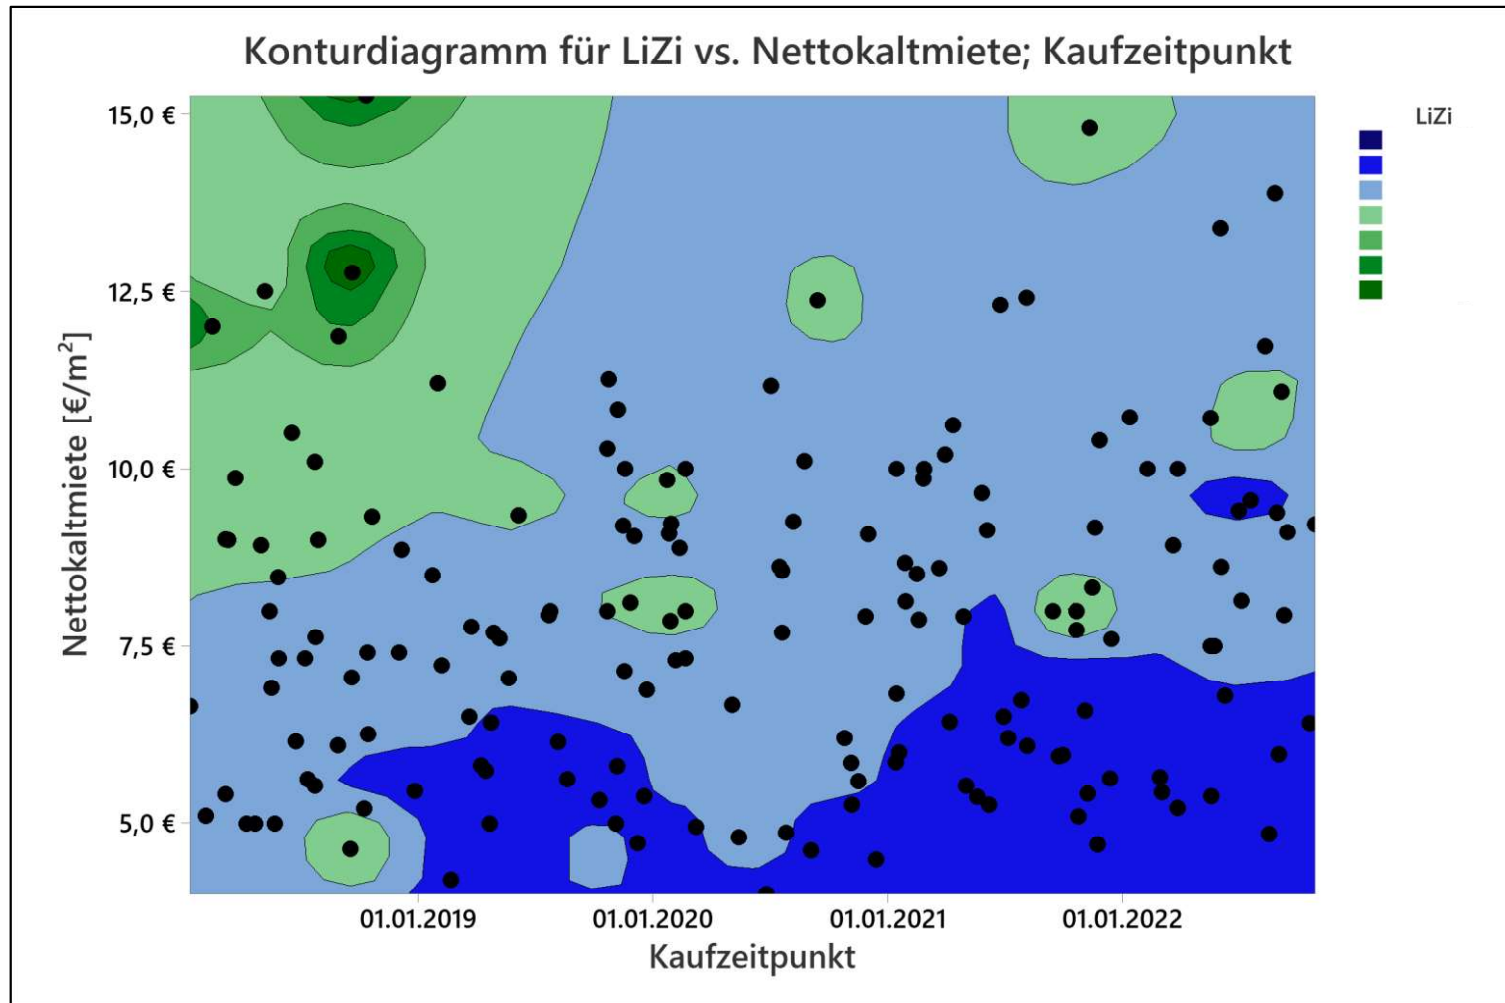 Konturdiagramm für LiZi vs. Nettokaltmiete; Kaufzeitpunkt
LiZi
15,0 €
12,5 €
10,0 €
7,5 €
5,0 €
Nettokaltmiete [€/m²]
01.01.2019
01.01.2020
01.01.2021
01.01.2022
Kaufzeitpunkt